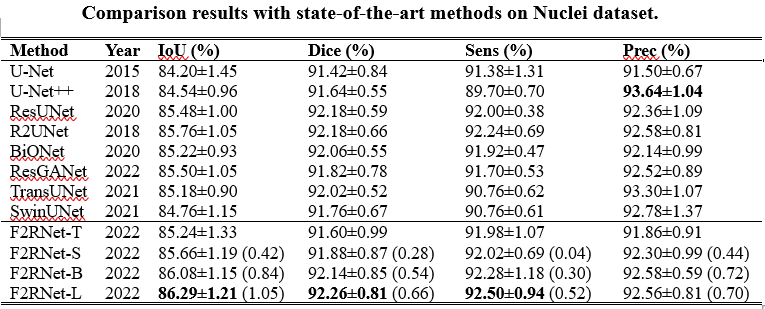 Comparison results with state-of-the-art methods on Nuclei dataset.
Method Year IoU (%) Dice (%) Sens (%) Prec (%)
U-Net 2015 84.20±1.45 91.42±0.84 91.38±1.31 91.50±0.67
U-Net++ 2018 84.54±0.96 91.64±0.55 89.70±0.70 93.64±1.04
ResUNet 2020 85.48±1.00 92.18±0.59 92.00±0.38 92.36±1.09
R2UNet 2018 85.76±1.05 92.18±0.66 92.24±0.69 92.58±0.81
BiONet 2020 85.22±0.93 92.06±0.55 91.92±0.47 92.14±0.99
ResGANet 2022 85.50±1.05 91.82±0.78 91.70±0.53 92.52±0.89
TransUNet 2021 85.18±0.90 92.02±0.52 90.76±0.62 93.30±1.07
SwinUNet 2021 84.76±1.15 91.76±0.67 90.76±0.61 92.78±1.37
F2RNet-T 2022 85.24±1.33 91.60±0.99 91.98±1.07 91.86±0.91
F2RNet-S 2022 85.66±1.19 (0.42) 91.88±0.87 (0.28) 92.02±0.69 (0.04) 92.30±0.99 (0.44)
F2RNet-B 2022 86.08±1.15 (0.84) 92.14±0.85 (0.54) 92.28±1.18 (0.30) 92.58±0.59 (0.72)
F2RNet-L 2022 86.29±1.21 (1.05) 92.26±0.81 (0.66) 92.50±0.94 (0.52) 92.56±0.81 (0.70)